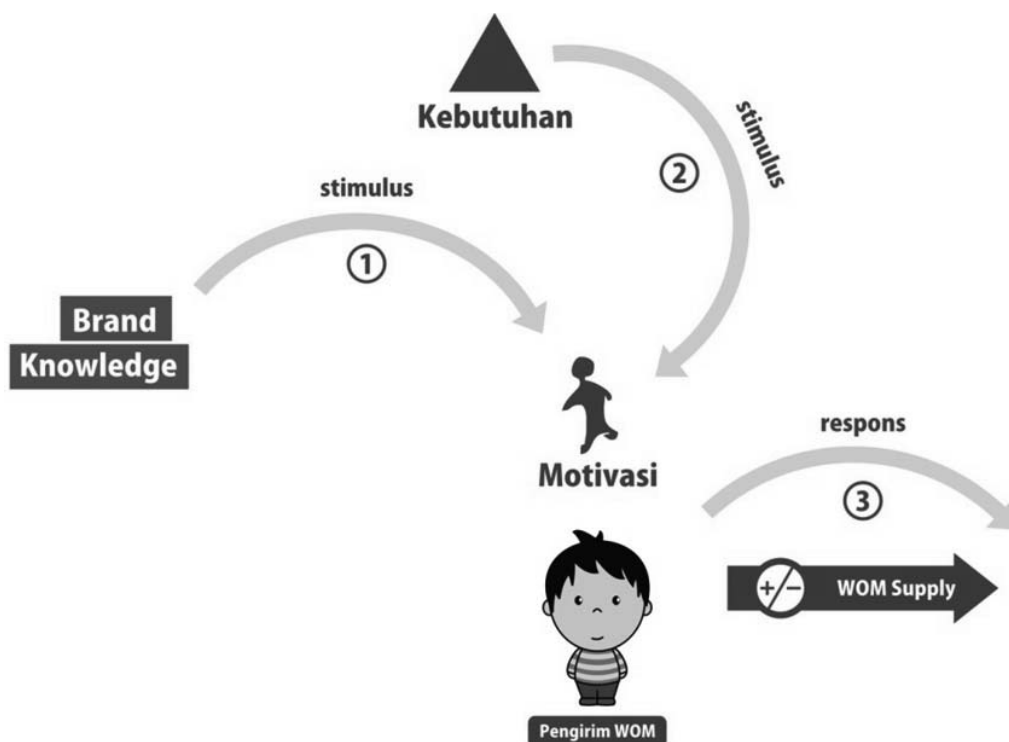 Kebutuhan
stimulus
2
stimulus
1
Brand
Knowledge
Motivasi
respons
3
+/−
WOM Supply
Pengirim WOM